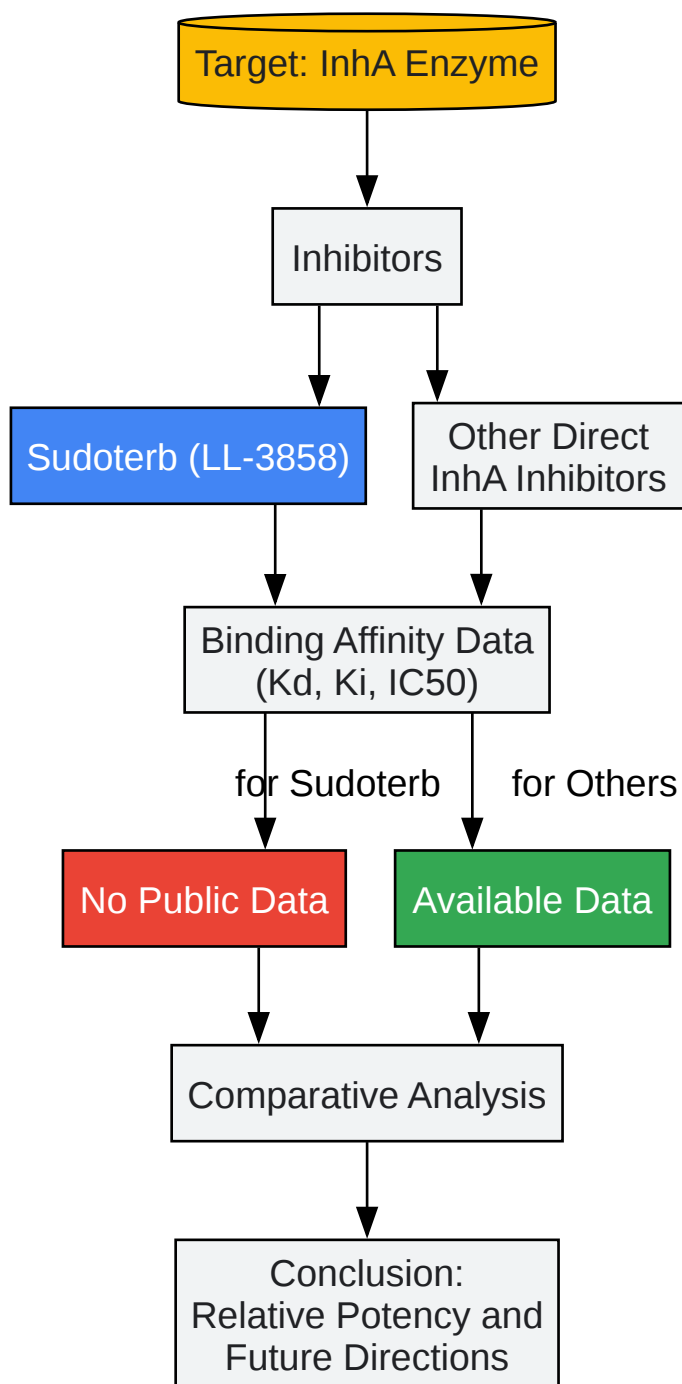 Target: InhA Enzyme
Inhibitors
Sudoterb (LL-3858)
Other Direct
InhA Inhibitors
Binding Affinity Data
(Kd, Ki, IC50)
for Sudoterb
for Others
No Public Data
Available Data
Comparative Analysis
Conclusion:
Relative Potency and
Future Directions